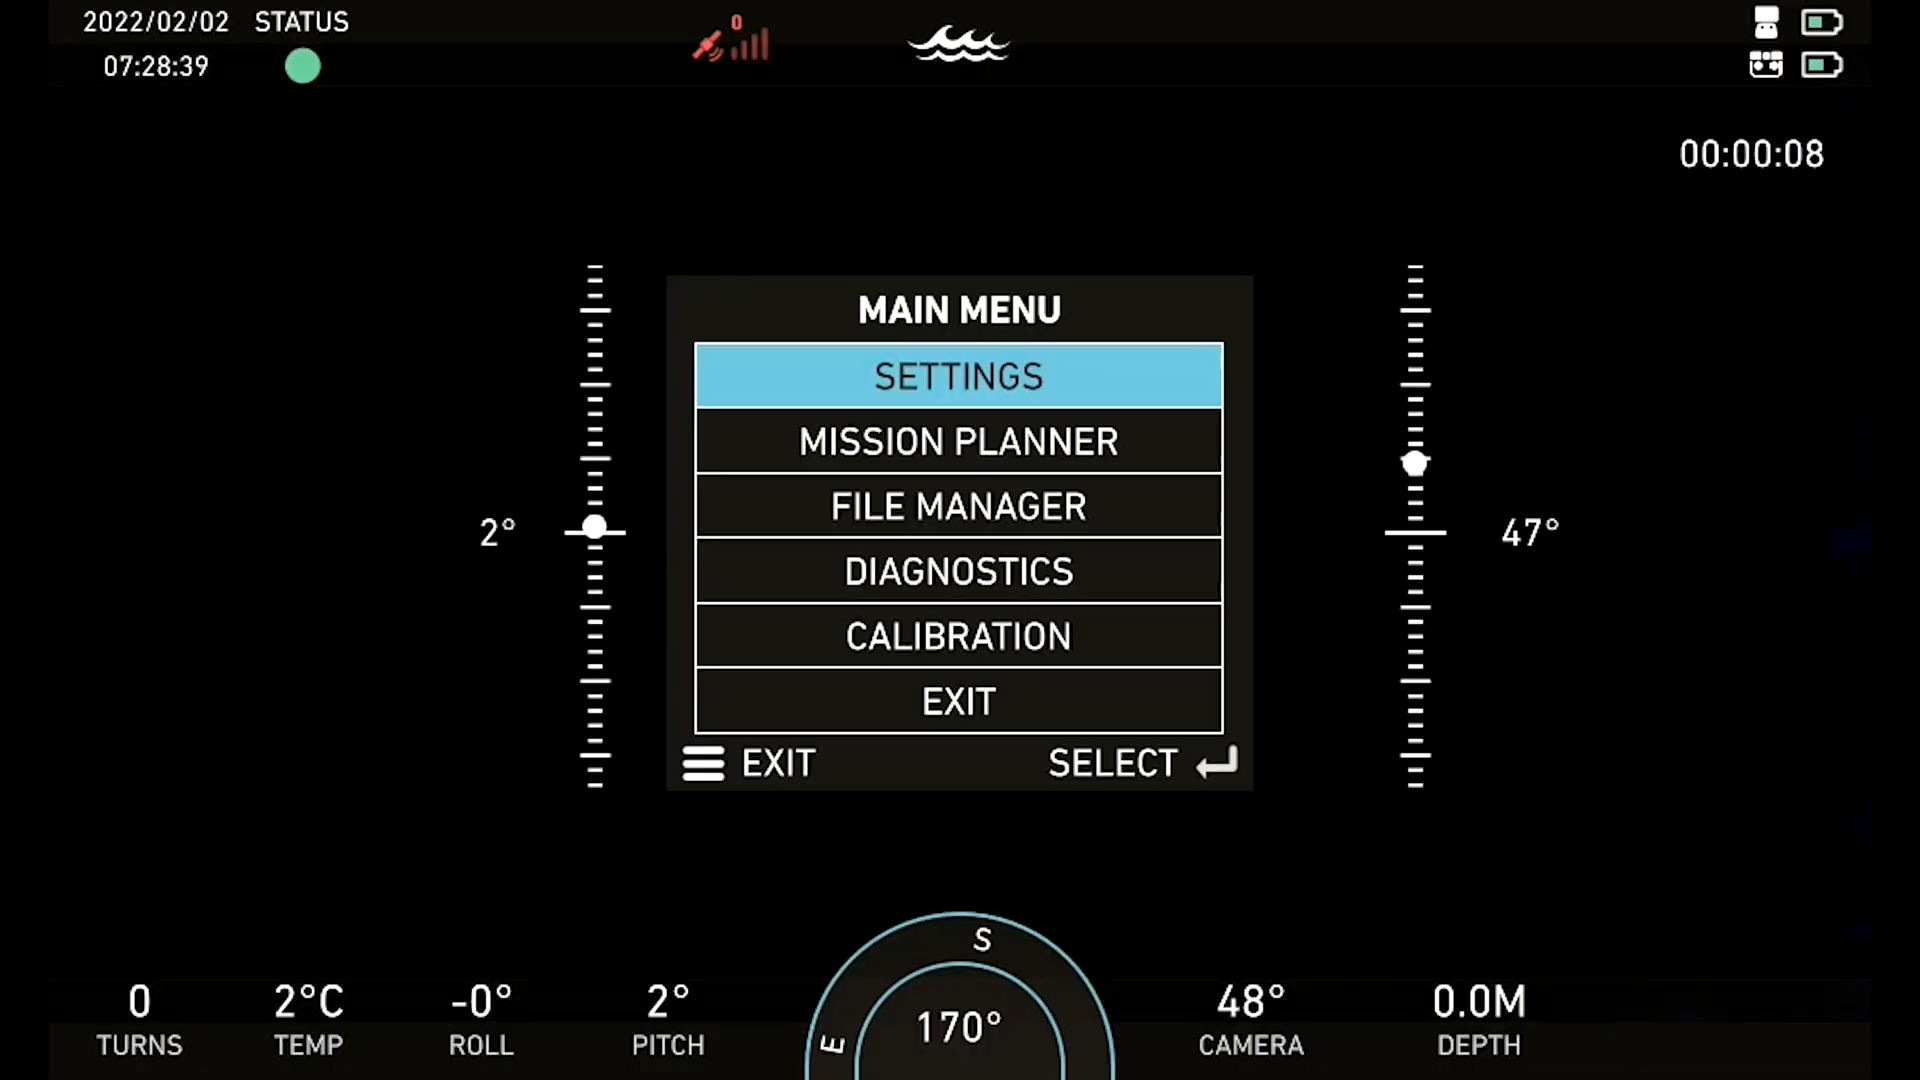 2022/02/02 STATUS
07:28:39
0
00:00:08
MAIN MENU
SETTINGS
MISSION PLANNER
FILE MANAGER
DIAGNOSTICS
CALIBRATION
EXIT
EXIT SELECT
2°
47°
S
E
170°
0 2°C -0° 2° 48° 0.0M
TURNS TEMP ROLL PITCH CAMERA DEPTH